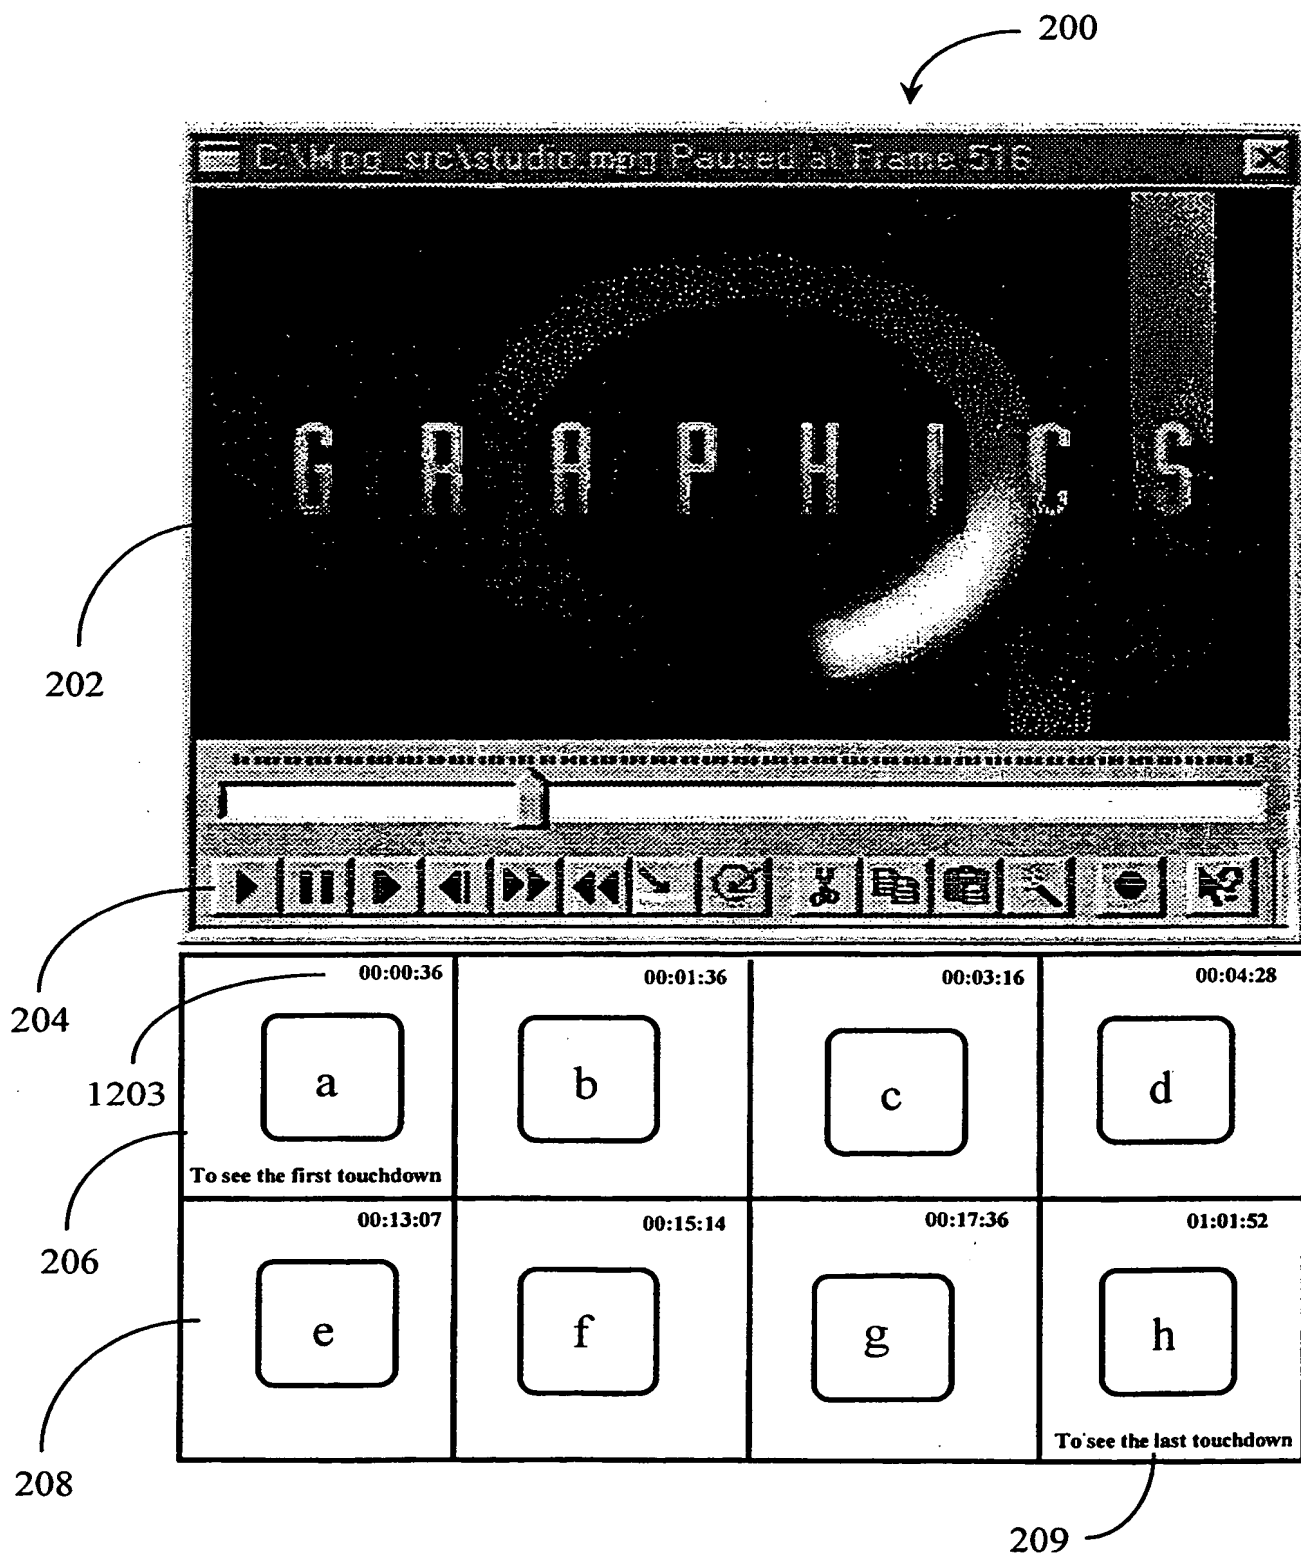 200
C:\Mpg_src\studio.mpg Paused at Frame 516
GRAPHICS
202
204
00:00:36
00:01:36
00:03:16
00:04:28
1203
a
b
c
d
206
To see the first touchdown
00:13:07
00:15:14
00:17:36
01:01:52
e
f
g
h
208
To see the last touchdown
209